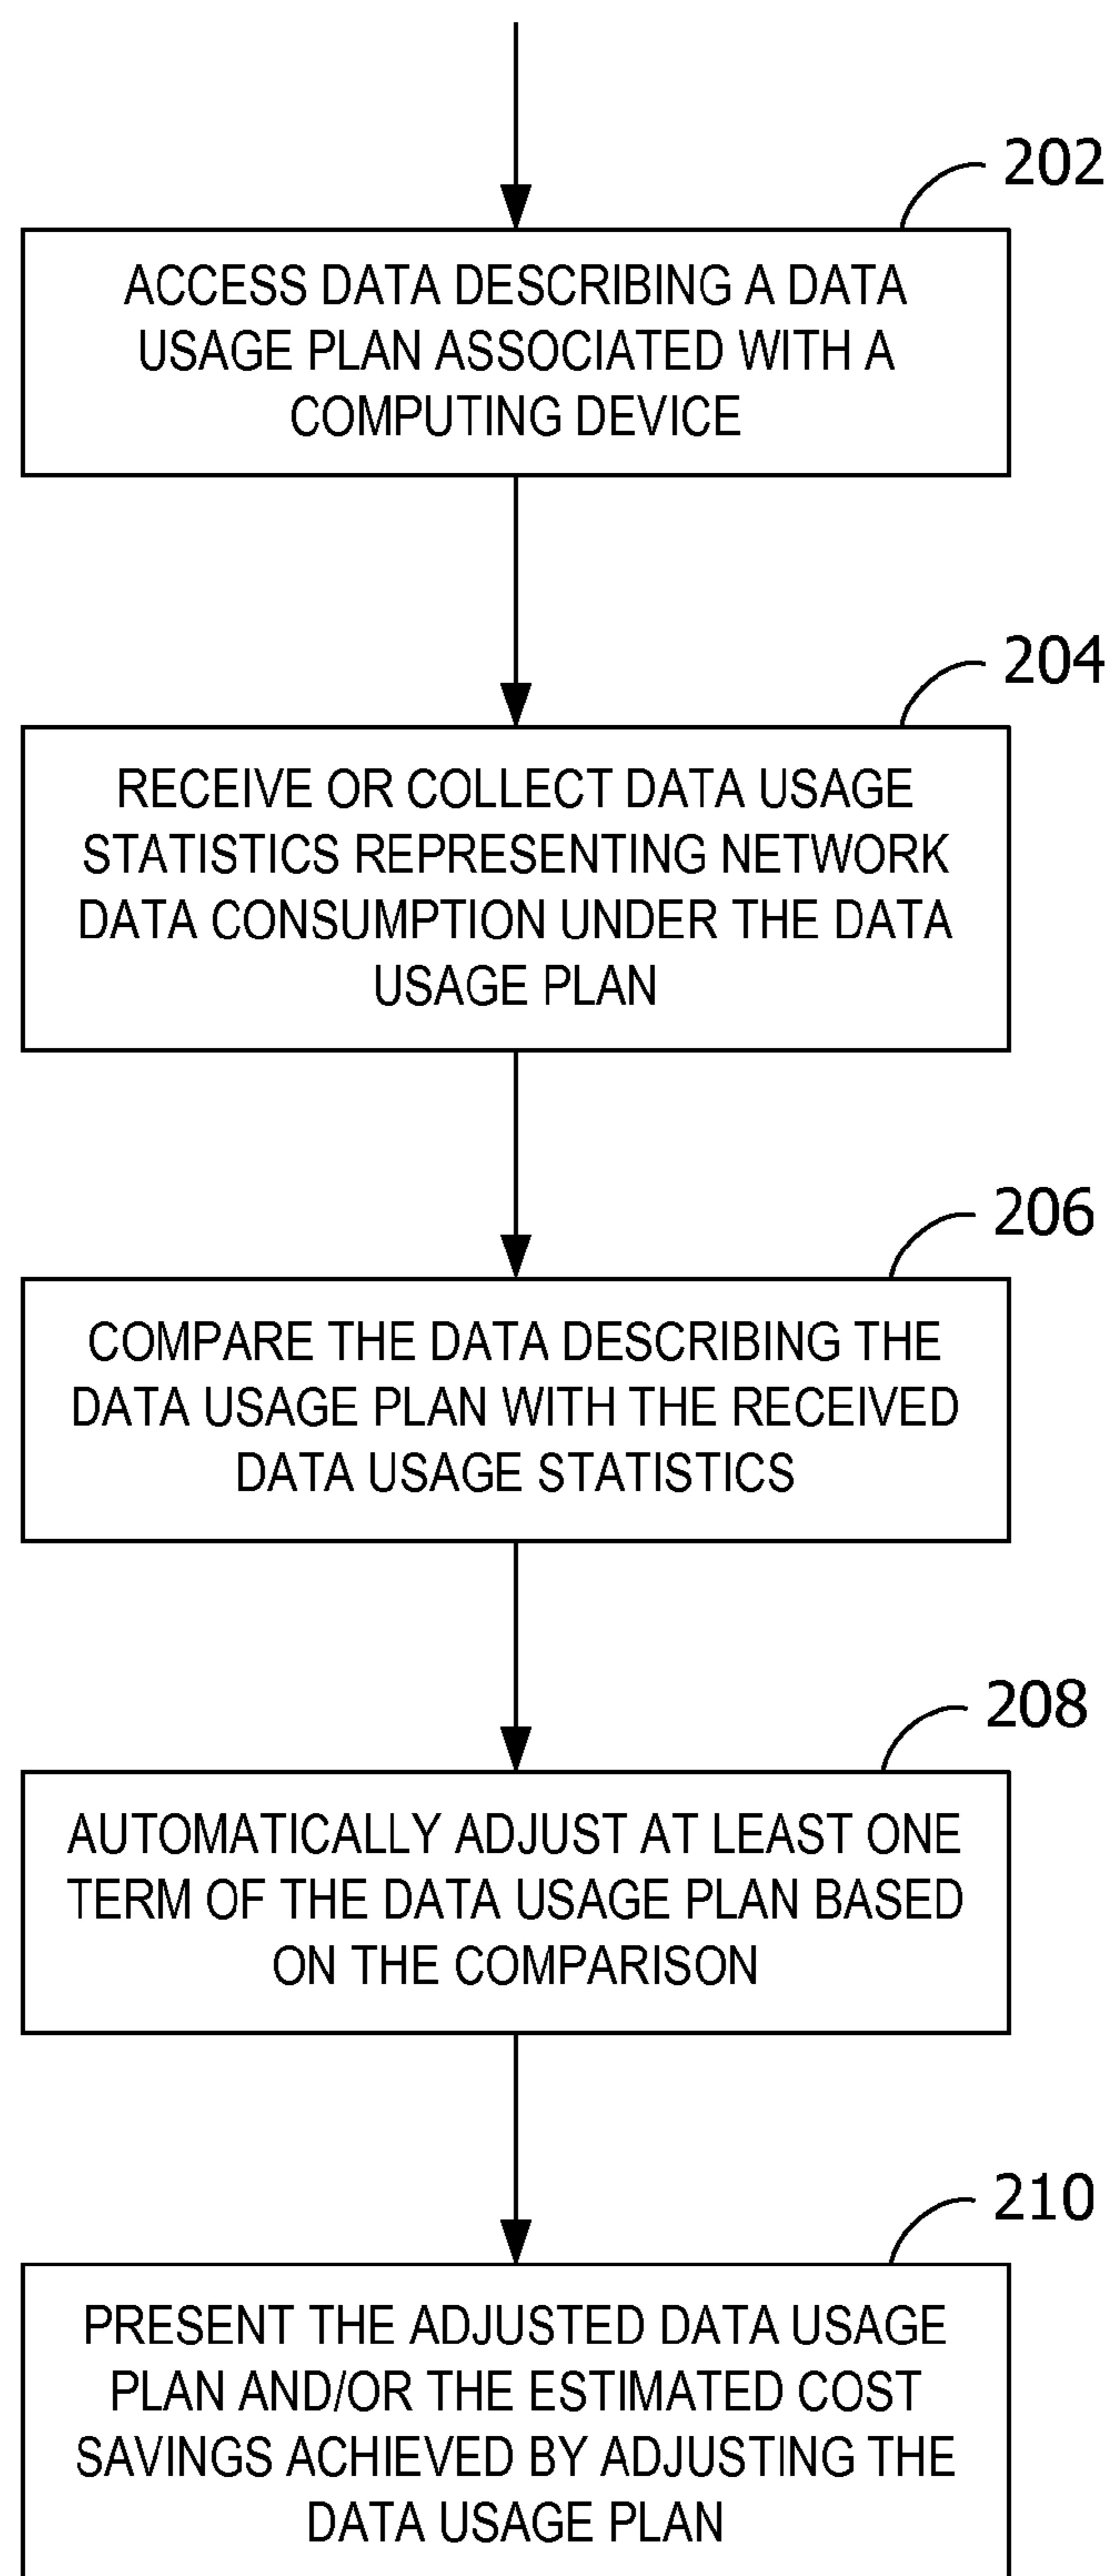 202
ACCESS DATA DESCRIBING A DATA
USAGE PLAN ASSOCIATED WITH A
COMPUTING DEVICE
204
RECEIVE OR COLLECT DATA USAGE
STATISTICS REPRESENTING NETWORK
DATA CONSUMPTION UNDER THE DATA
USAGE PLAN
206
COMPARE THE DATA DESCRIBING THE
DATA USAGE PLAN WITH THE RECEIVED
DATA USAGE STATISTICS
208
AUTOMATICALLY ADJUST AT LEAST ONE
TERM OF THE DATA USAGE PLAN BASED
ON THE COMPARISON
210
PRESENT THE ADJUSTED DATA USAGE
PLAN AND/OR THE ESTIMATED COST
SAVINGS ACHIEVED BY ADJUSTING THE
DATA USAGE PLAN